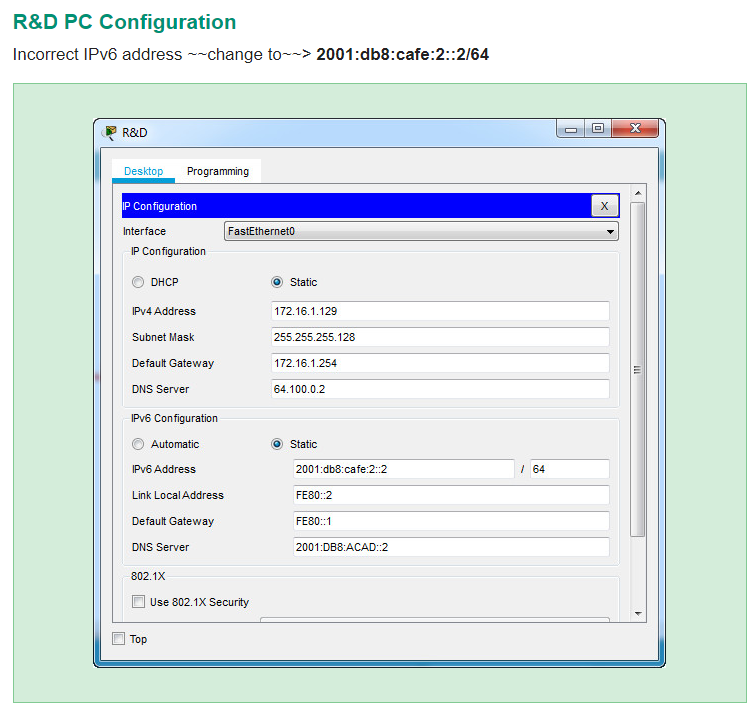 R&D PC Configuration
Incorrect IPv6 address ~~change to~~> 2001:db8:cafe:2::2/64
R&D
Desktop Programming
IP Configuration X
Interface FastEthernet0
IP Configuration
DHCP Static
IPv4 Address 172.16.1.129
Subnet Mask 255.255.255.128
Default Gateway 172.16.1.254
DNS Server 64.100.0.2
IPv6 Configuration
Automatic Static
IPv6 Address 2001:db8:cafe:2::2 / 64
Link Local Address FE80::2
Default Gateway FE80::1
DNS Server 2001:DB8:ACAD::2
802.1X
Use 802.1X Security
Top